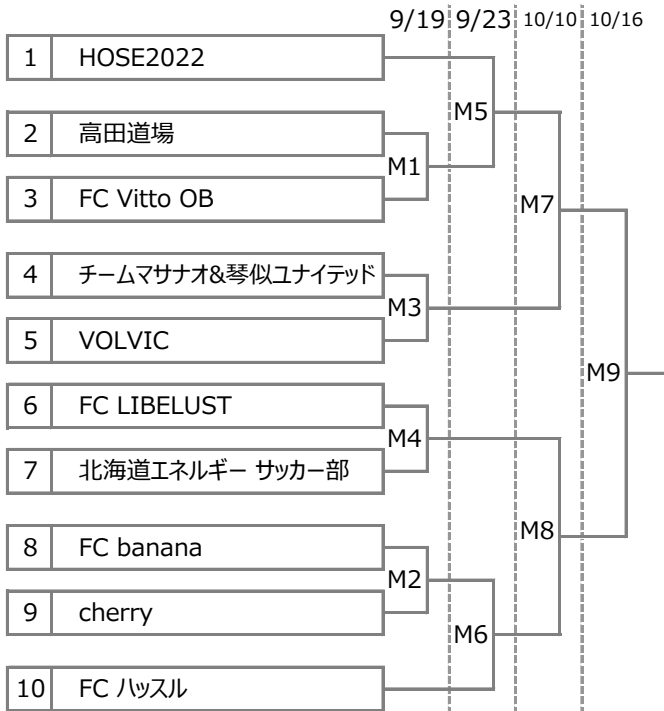 9/19 9/23 10/10 10/16
1 HOSE2022
M5
2 高田道場
M1
3 FC Vitto OB
M7
4 チームマサナオ&琴似ユナイテッド
M3
5 VOLVIC
M9
6 FC LIBELUST
M4
7 北海道エネルギー サッカー部
M8
8 FC banana
M2
9 cherry
M6
10 FC ハッスル